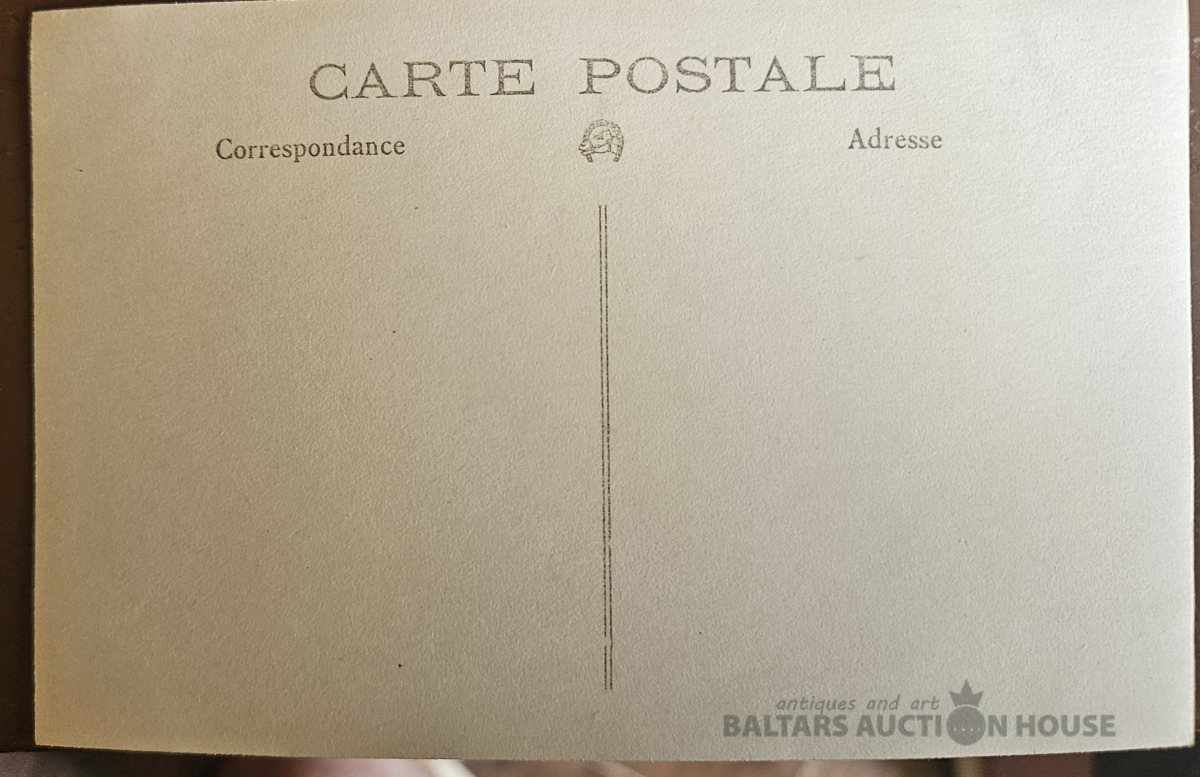 CARTE POSTALE
Correspondance
Adresse
antiques and art
BALTARS AUCTION HOUSE